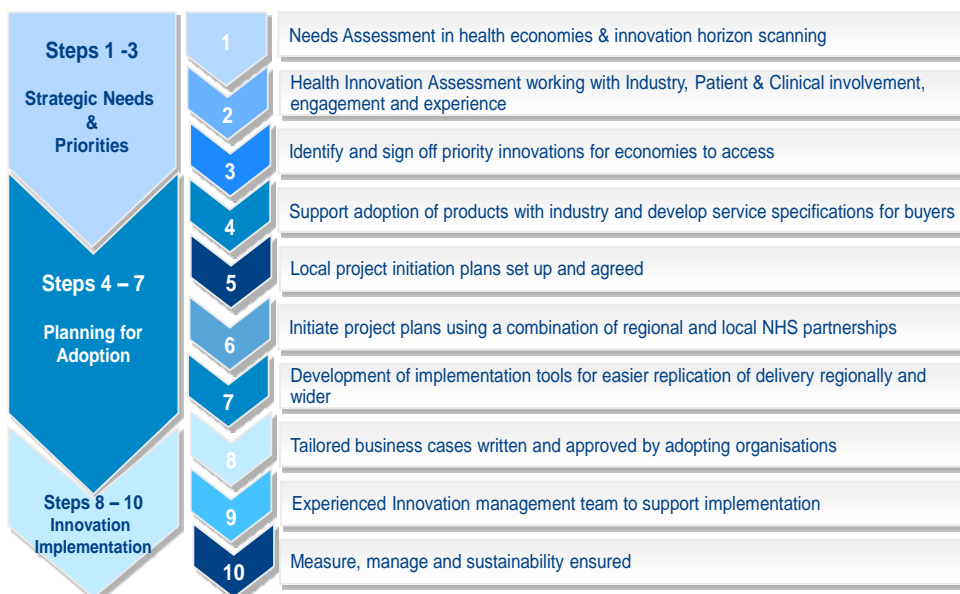 Steps 1 -3
Strategic Needs
&
Priorities
Steps 4 – 7
Planning for
Adoption
Steps 8 – 10
Innovation
Implementation
1
Needs Assessment in health economies & innovation horizon scanning
2
Health Innovation Assessment working with Industry, Patient & Clinical involvement,
engagement and experience
3
Identify and sign off priority innovations for economies to access
4
Support adoption of products with industry and develop service specifications for buyers
5
Local project initiation plans set up and agreed
6
Initiate project plans using a combination of regional and local NHS partnerships
7
Development of implementation tools for easier replication of delivery regionally and
wider
8
Tailored business cases written and approved by adopting organisations
9
Experienced Innovation management team to support implementation
10
Measure, manage and sustainability ensured